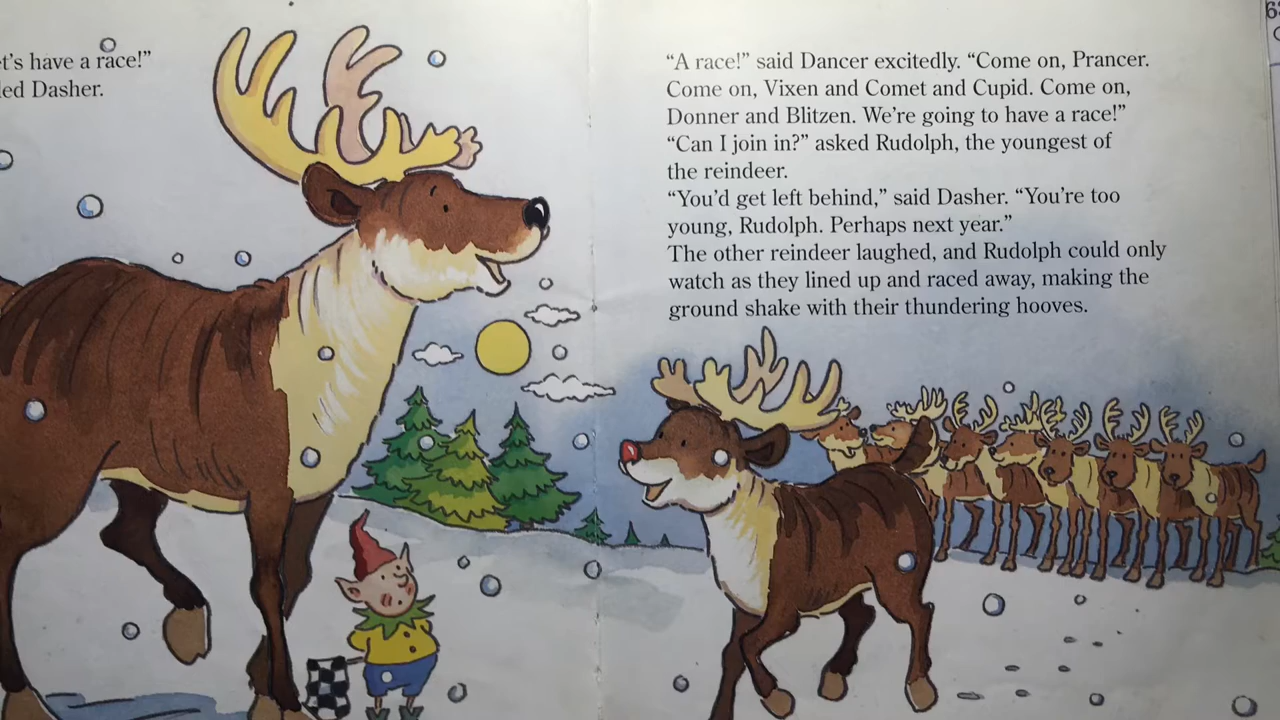 have a race!”
Dasher.
“A race!” said Dancer excitedly. “Come on, Prancer.
Come on, Vixen and Comet and Cupid. Come on,
Donner and Blitzen. We’re going to have a race!”
“Can I join in?” asked Rudolph, the youngest of
the reindeer.
“You’d get left behind,” said Dasher. “You’re too
young, Rudolph. Perhaps next year.”
The other reindeer laughed, and Rudolph could only
watch as they lined up and raced away, making the
ground shake with their thundering hooves.